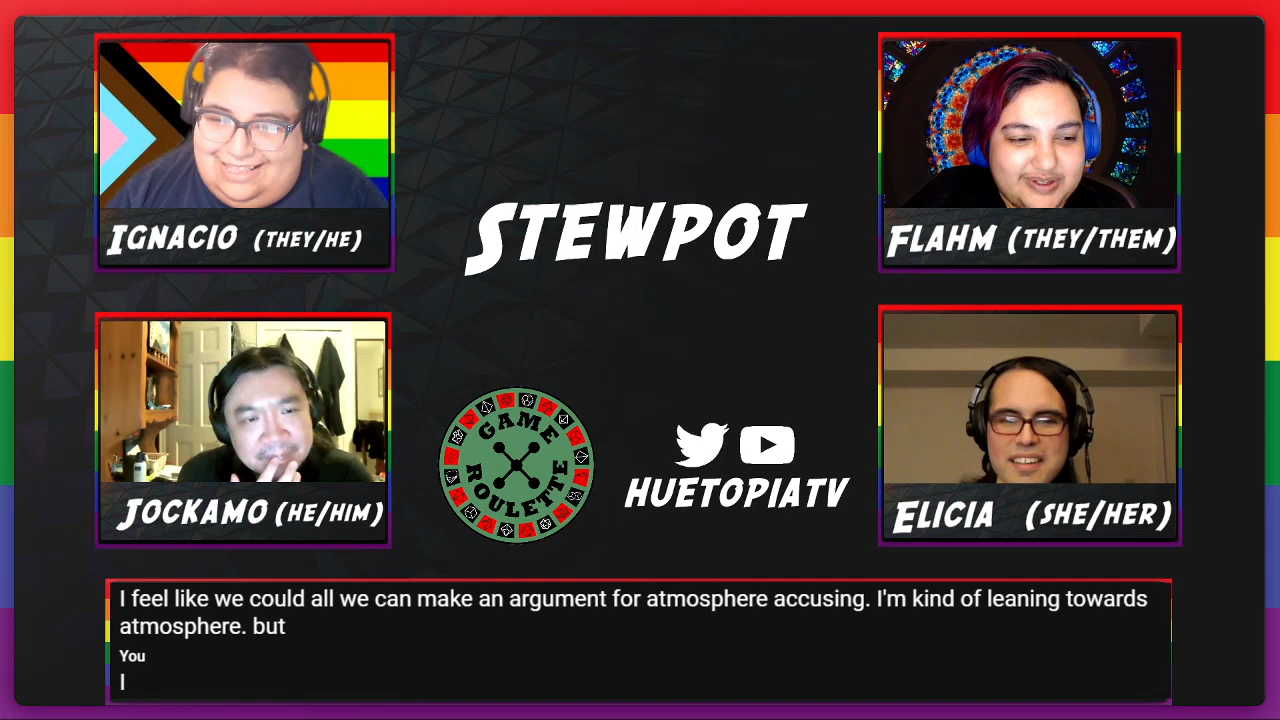 IGNACIO (THEY/HE)
FLAHM (THEY/THEM)
STEWPOT
JOCKAMO (HE/HIM)
GAME
ROULETTE
HUETOPIATV
ELICIA (SHE/HER)
I feel like we could all we can make an argument for atmosphere accusing. I'm kind of leaning towards
atmosphere. but
You
I